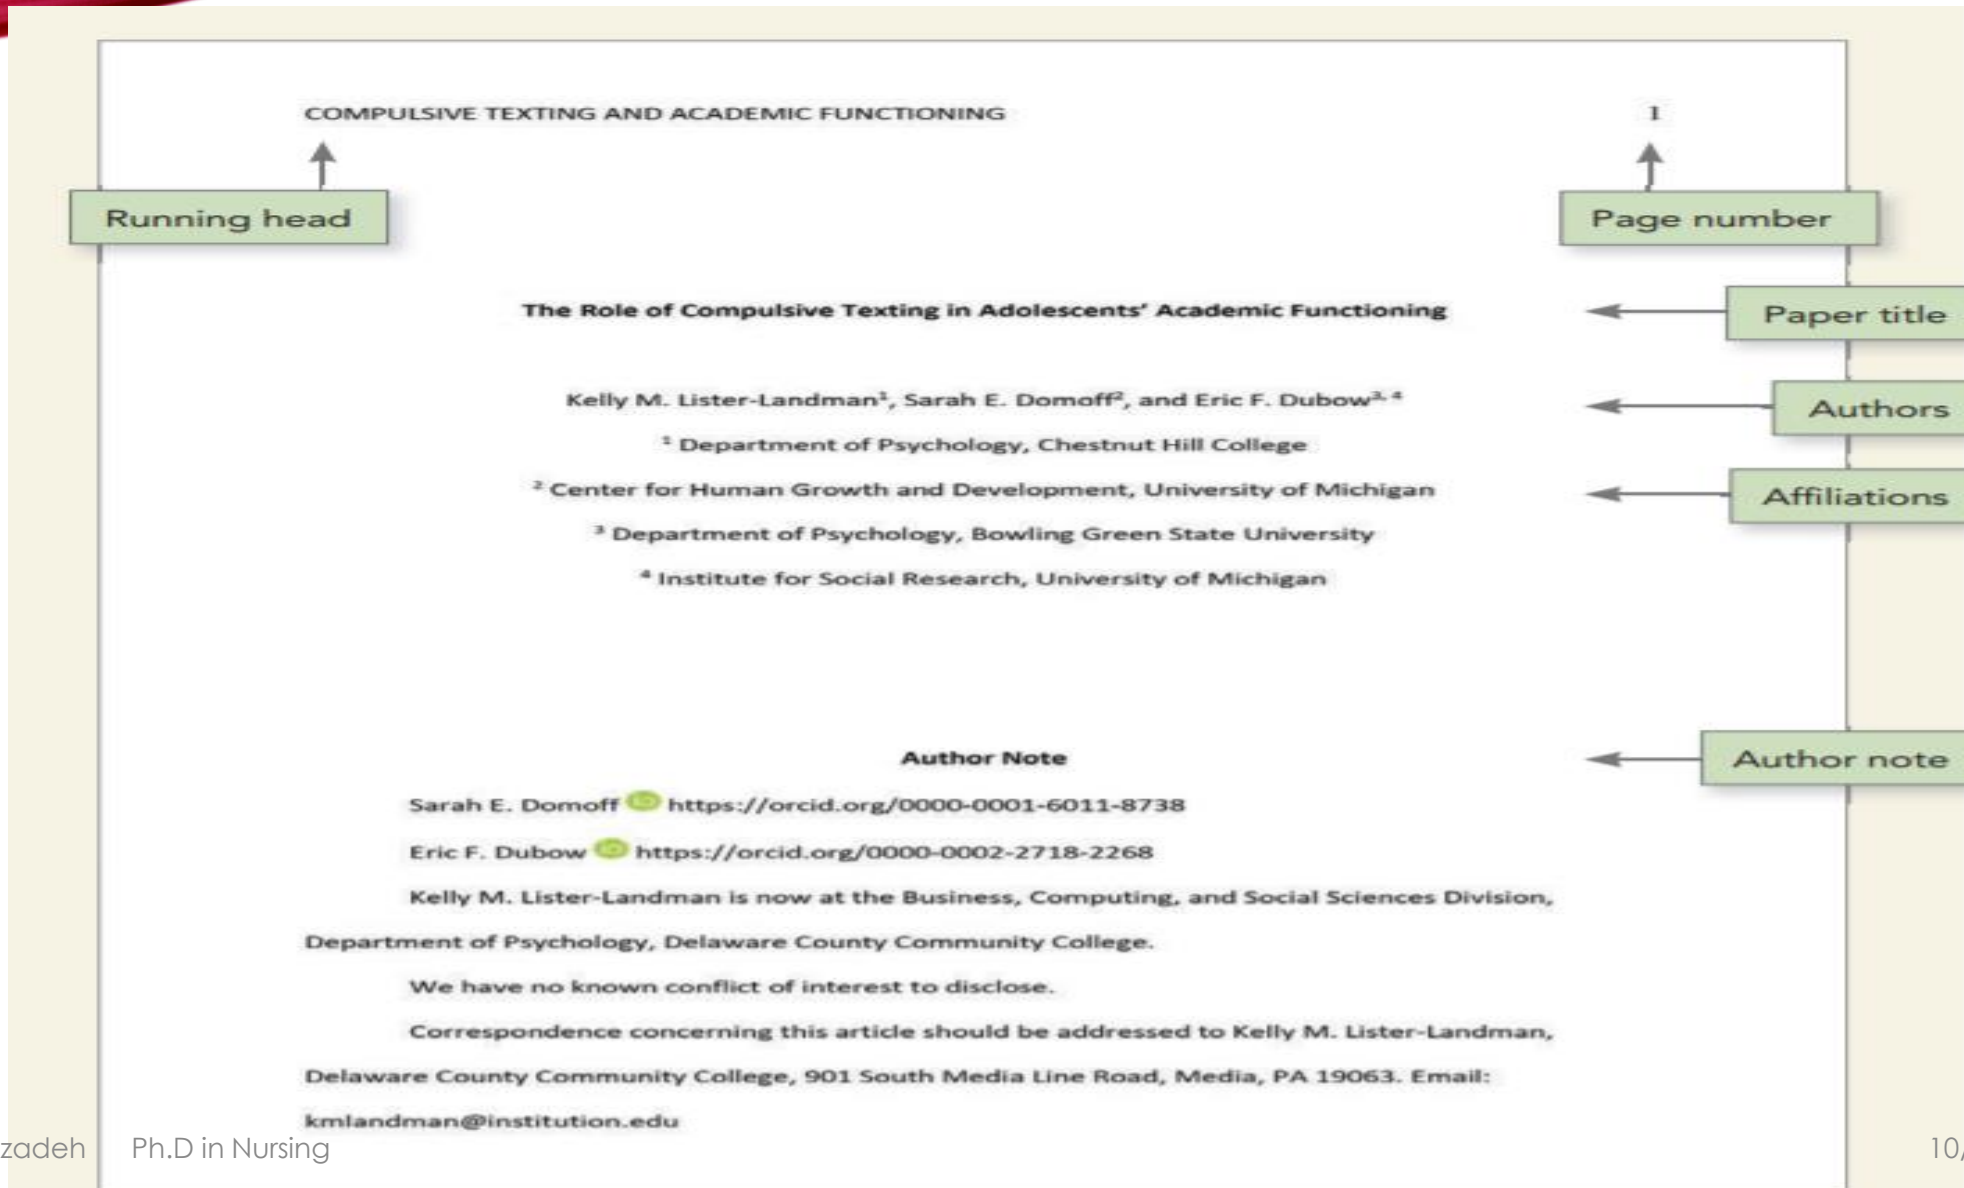 COMPULSIVE TEXTING AND ACADEMIC FUNCTIONING 1
Running head
Page number
The Role of Compulsive Texting in Adolescents' Academic Functioning
Paper title
Kelly M. Lister-Landman¹, Sarah E. Domoff², and Eric F. Dubow³,⁴
Authors
¹ Department of Psychology, Chestnut Hill College
² Center for Human Growth and Development, University of Michigan
Affiliations
³ Department of Psychology, Bowling Green State University
⁴ Institute for Social Research, University of Michigan
Author Note
Author note
Sarah E. Domoff iD https://orcid.org/0000-0001-6011-8738
Eric F. Dubow iD https://orcid.org/0000-0002-2718-2268
Kelly M. Lister-Landman is now at the Business, Computing, and Social Sciences Division,
Department of Psychology, Delaware County Community College.
We have no known conflict of interest to disclose.
Correspondence concerning this article should be addressed to Kelly M. Lister-Landman,
Delaware County Community College, 901 South Media Line Road, Media, PA 19063. Email:
kmlandman@institution.edu
zadeh Ph.D in Nursing 10/